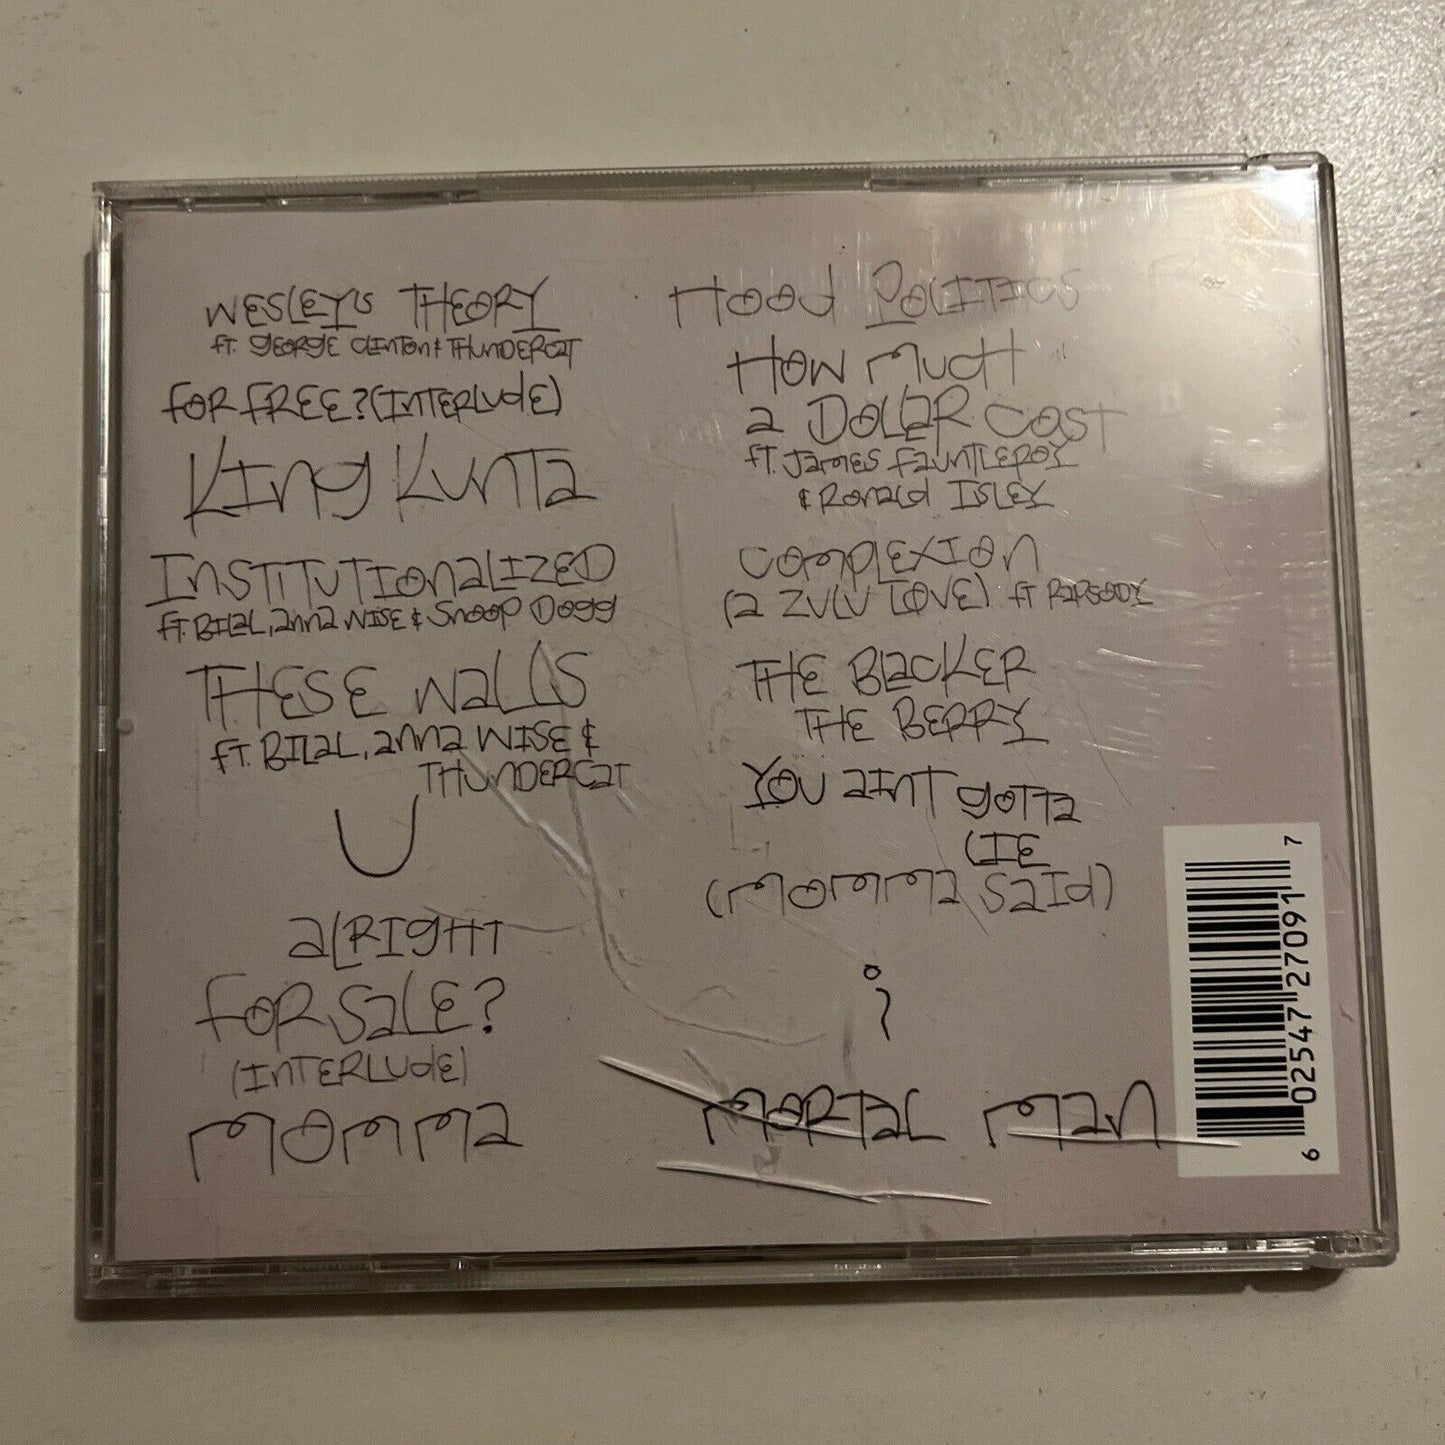 WESLEY's THEORY
ft. georgE Clinton & THUNDERCaT
for fREE? (INTERLUdE)
King KunTa
InSTITuTIOnaLIZED
ft. BILaL, anna WISE & Snoop Dogg
THESE WaLLS
ft. BILaL, anna WISE &
THUNDERCaT
U
aLRIgHT
for SaLE?
(INTERLUdE)
momma
Hood POLITICS
How mucH
a DoLLaR Cost
ft. James FaunTLEROY
& Ronald ISLEY
ComPLEXIOn
(a ZuLu LOVE) ft RaPSODY
THE BLacKER
THE BERRY
You aInT gotta
LIE
(momma SaId)
i
moRTaL man
6 02547 27091 7